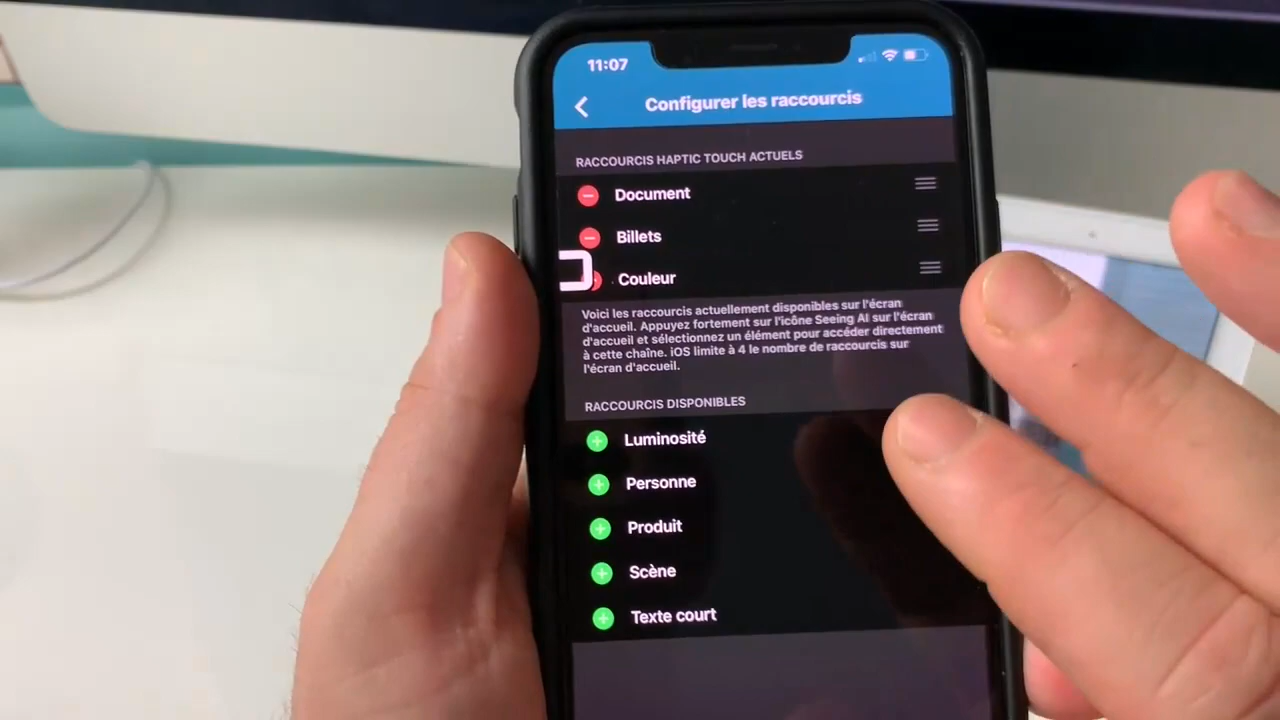 11:07
Configurer les raccourcis
RACCOURCIS HAPTIC TOUCH ACTUELS
Document
Billets
Couleur
Voici les raccourcis actuellement disponibles sur l'écran
d'accueil. Appuyez fortement sur l'icône Seeing AI sur l'écran
d'accueil et sélectionnez un élément pour accéder directement
à cette chaîne. iOS limite à 4 le nombre de raccourcis sur
l'écran d'accueil.
RACCOURCIS DISPONIBLES
Luminosité
Personne
Produit
Scène
Texte court